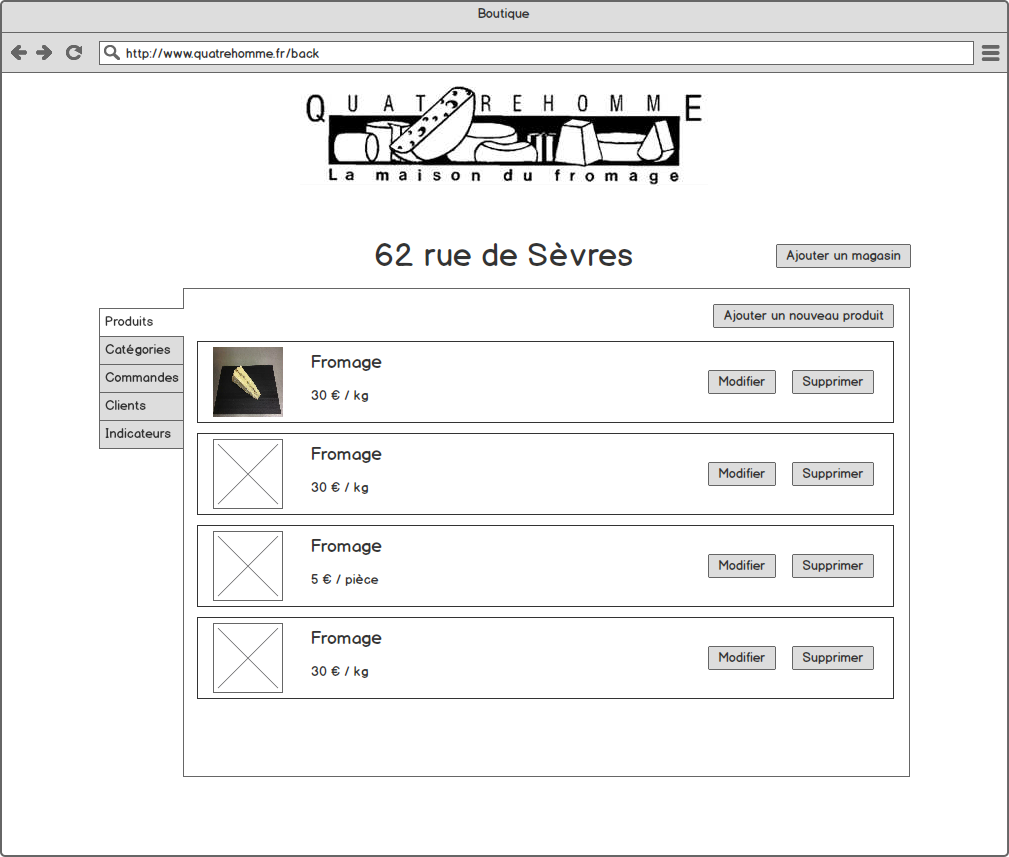 Boutique
http://www.quatrehomme.fr/back
QUATREHOMME
La maison du fromage
62 rue de Sèvres
Ajouter un magasin
Produits
Catégories
Commandes
Clients
Indicateurs
Ajouter un nouveau produit
Fromage
30 € / kg
Modifier
Supprimer
Fromage
30 € / kg
Modifier
Supprimer
Fromage
5 € / pièce
Modifier
Supprimer
Fromage
30 € / kg
Modifier
Supprimer